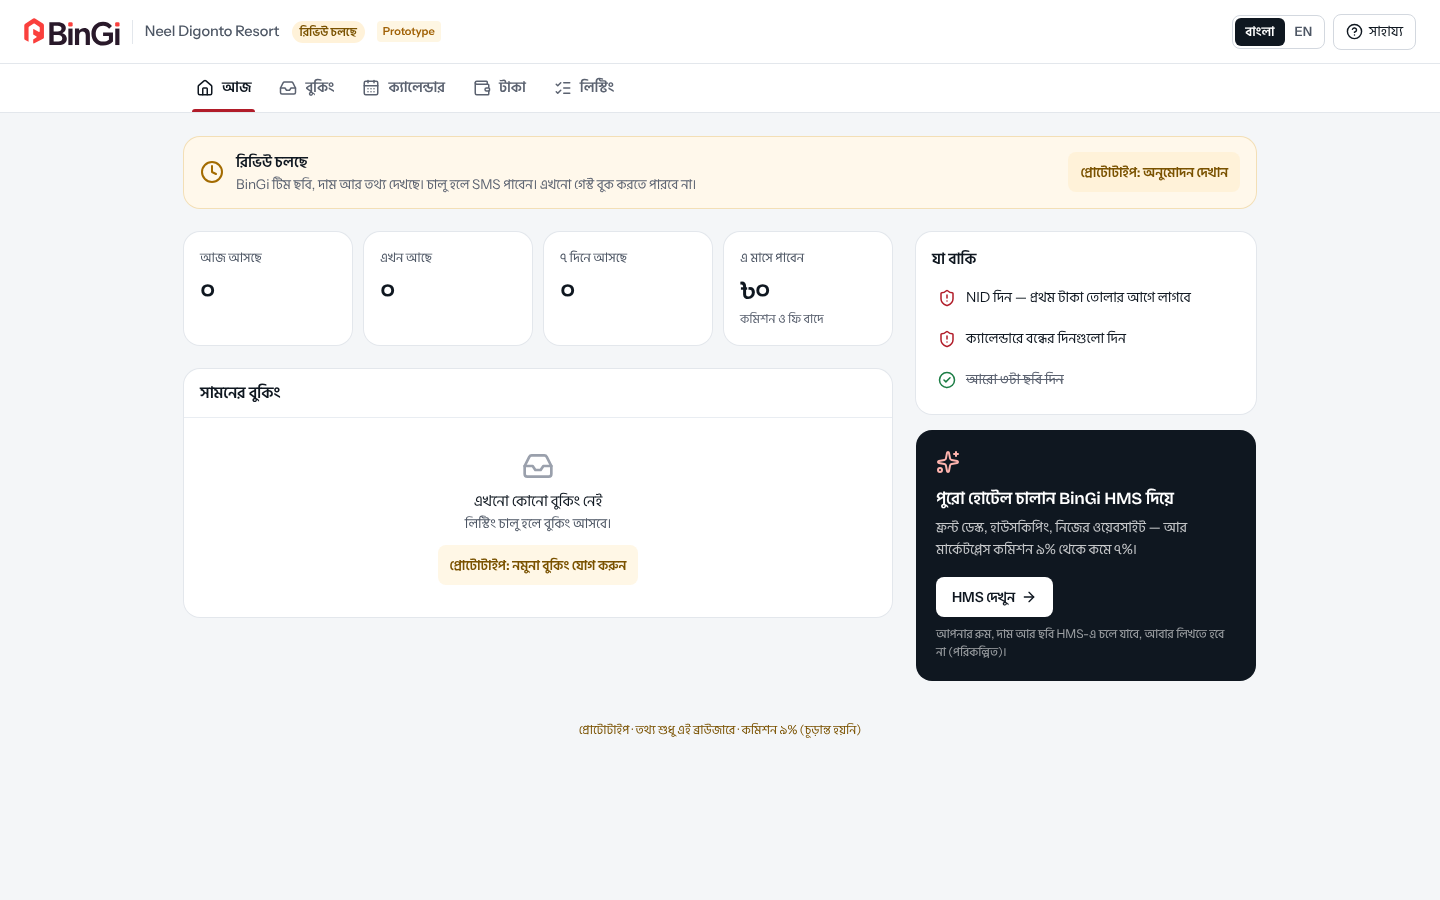 BinGi
Neel Digonto Resort
রিভিউ চলছে
Prototype
বাংলা
EN
সাহায্য
আজ
বুকিং
ক্যালেন্ডার
টাকা
লিস্টিং
রিভিউ চলছে
BinGi টিম ছবি, দাম আর তথ্য দেখছে। চালু হলে SMS পাবেন। এখনো গেস্ট বুক করতে পারবে না।
প্রোটোটাইপ: অনুমোদন দেখান
আজ আসছে
০
এখন আছে
০
৭ দিনে আসছে
০
এ মাসে পাবেন
৳০
কমিশন ও ফি বাদে
সামনের বুকিং
এখনো কোনো বুকিং নেই
লিস্টিং চালু হলে বুকিং আসবে।
প্রোটোটাইপ: নমুনা বুকিং যোগ করুন
যা বাকি
NID দিন — প্রথম টাকা তোলার আগে লাগবে
ক্যালেন্ডারে বন্ধের দিনগুলো দিন
আরো ৩টা ছবি দিন
পুরো হোটেল চালান BinGi HMS দিয়ে
ফ্রন্ট ডেস্ক, হাউসকিপিং, নিজের ওয়েবসাইট — আর
মার্কেটপ্লেস কমিশন ৯% থেকে কমে ৭%।
HMS দেখুন
আপনার রুম, দাম আর ছবি HMS-এ চলে যাবে, আবার লিখতে হবে
না (পরিকল্পিত)।
প্রোটোটাইপ · তথ্য শুধু এই ব্রাউজারে · কমিশন ৯% (চূড়ান্ত হয়নি)